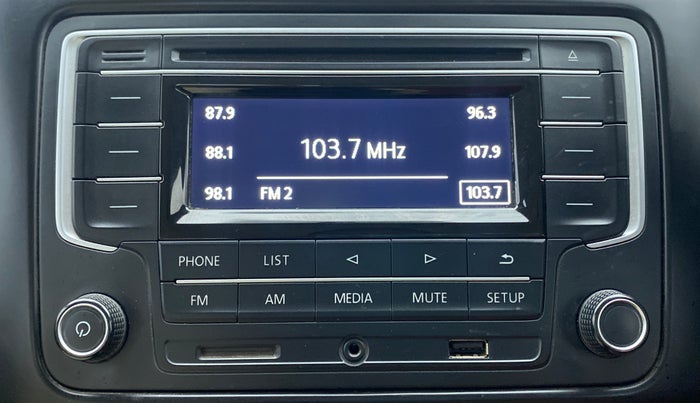 87.9 96.3
88.1 103.7 MHz 107.9
98.1 FM 2 103.7
PHONE LIST
FM AM MEDIA MUTE SETUP